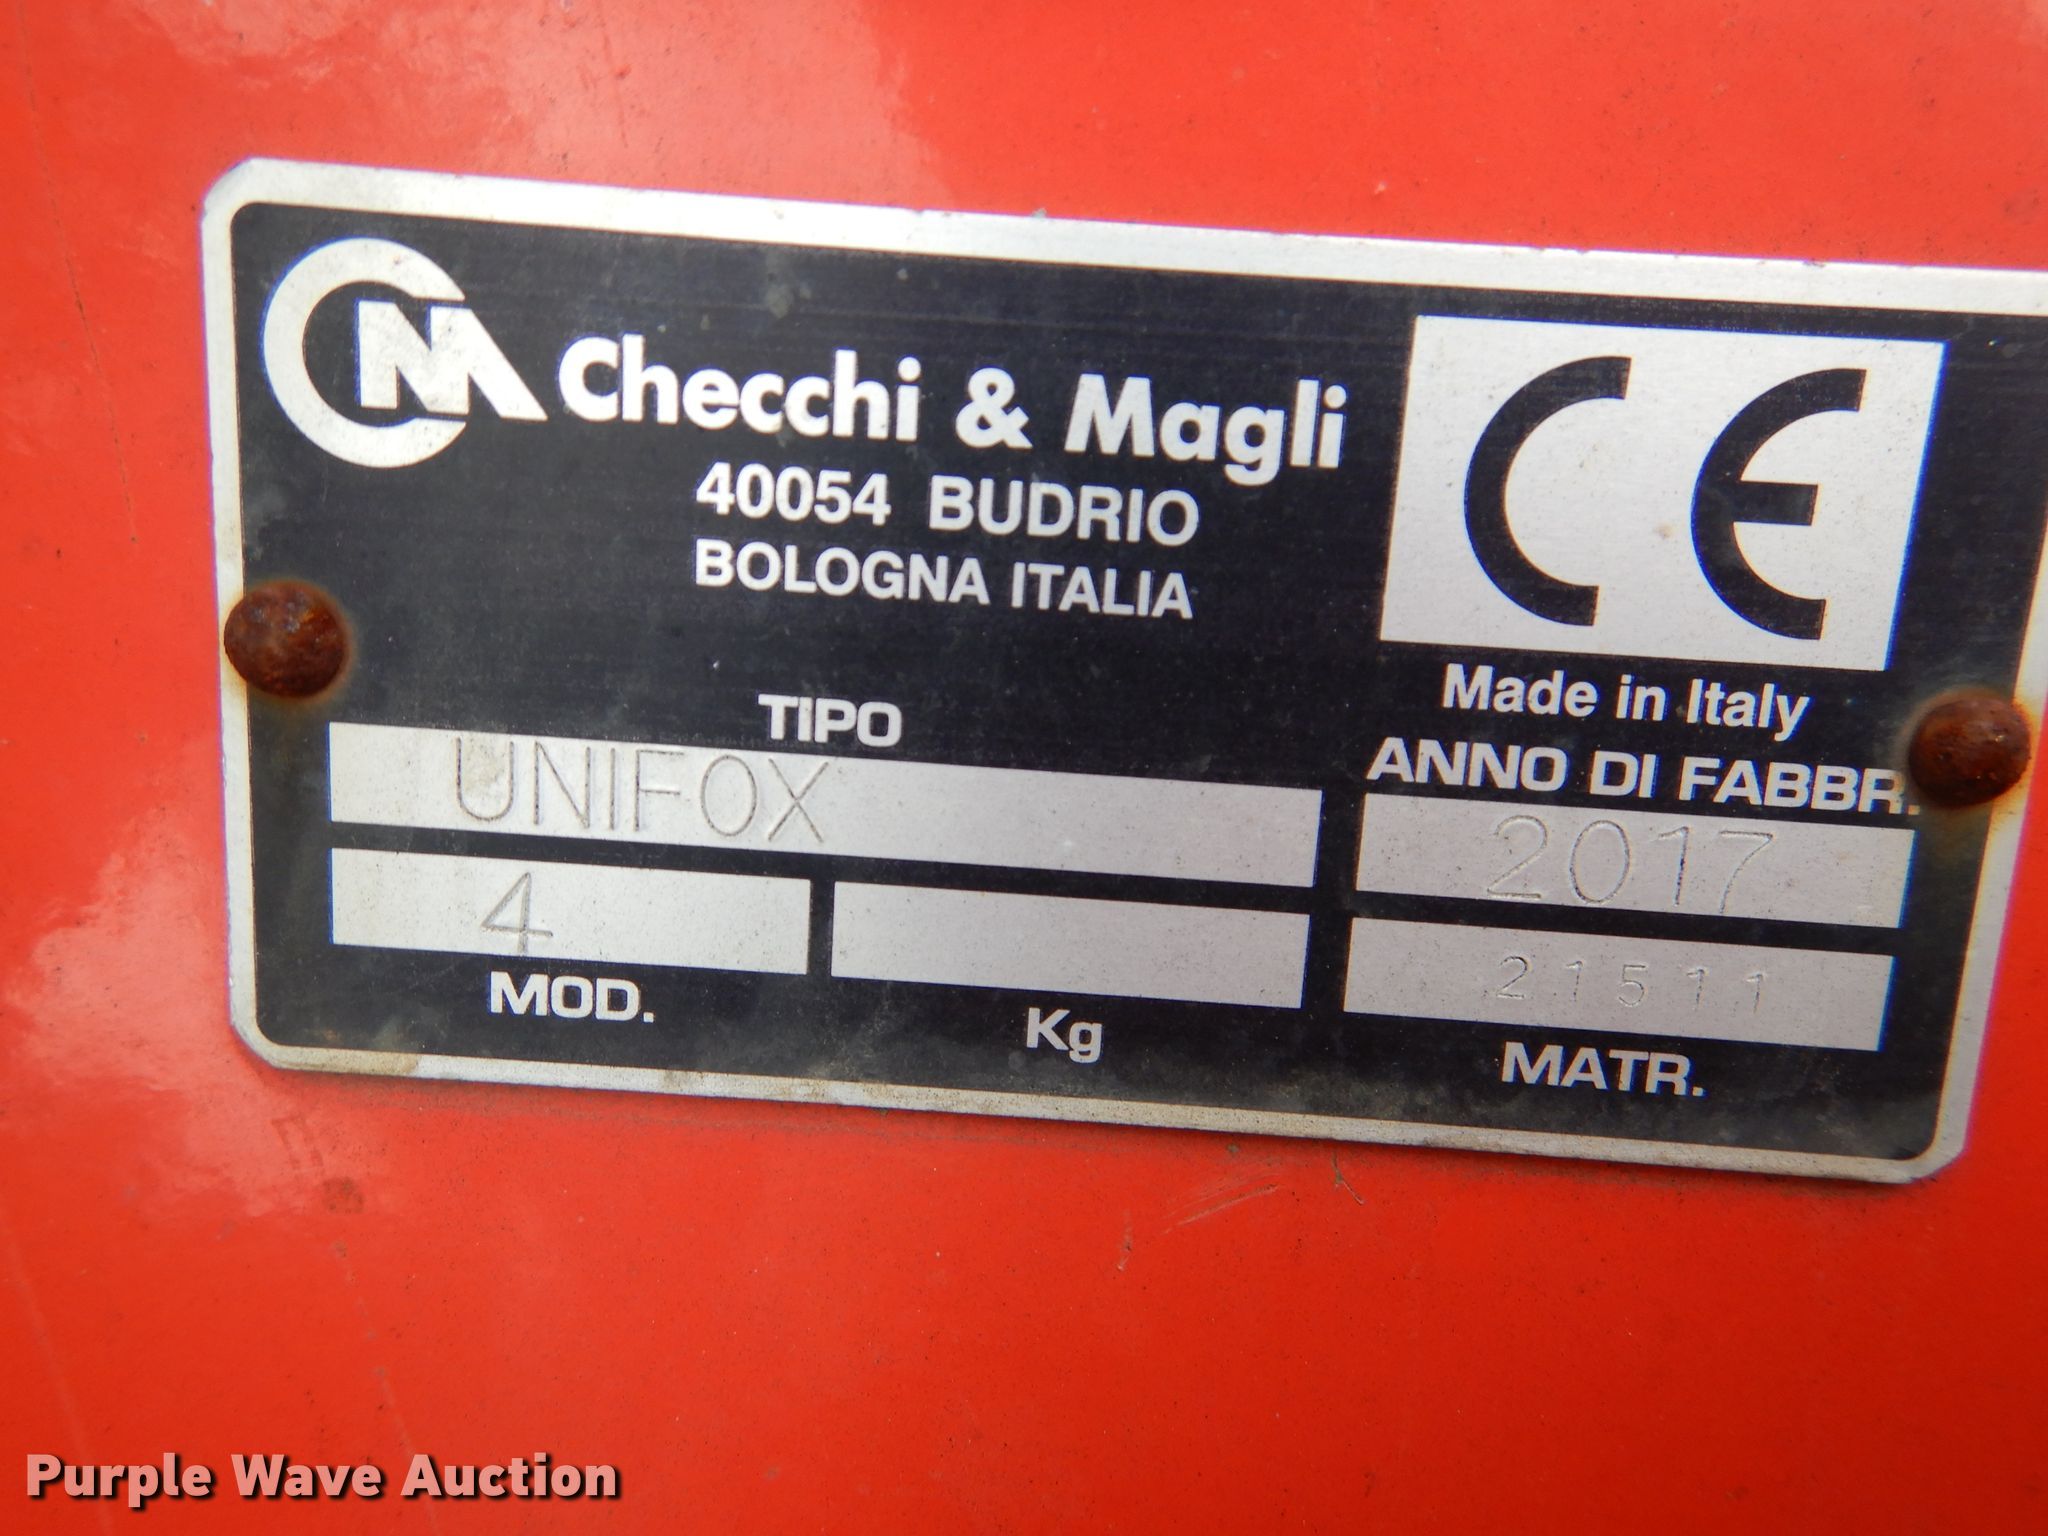 CM Checchi & Magli
40054 BUDRIO
BOLOGNA ITALIA
CE
Made in Italy
TIPO
UNIFOX
ANNO DI FABBR.
2017
4
21511
MOD.
Kg
MATR.
Purple Wave Auction